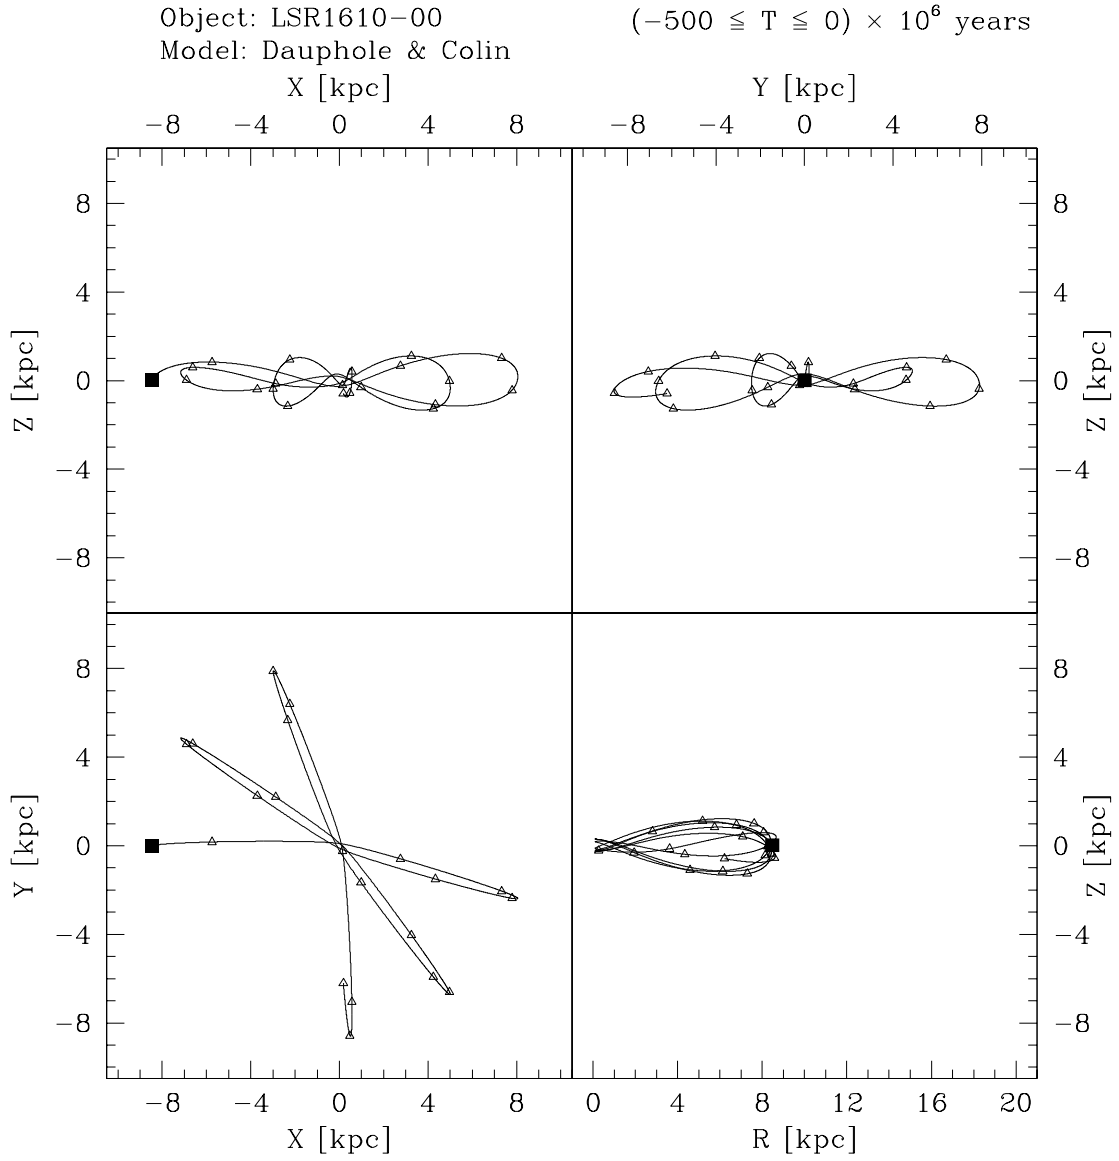 Object: LSR1610−00
(−500 ≦ T ≦ 0) × 10⁶ years
Model: Dauphole & Colin
X [kpc]
Y [kpc]
−8 −4 0 4 8
−8 −4 0 4 8
8
4
0
−4
−8
Z [kpc]
8
4
0
−4
−8
Z [kpc]
8
4
0
−4
−8
Y [kpc]
8
4
0
−4
−8
Z [kpc]
−8 −4 0 4 8
0 4 8 12 16 20
X [kpc]
R [kpc]